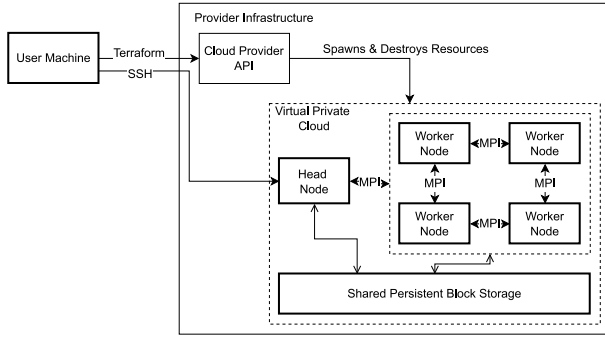 Provider Infrastructure
User Machine
Terraform
SSH
Cloud Provider
API
Spawns & Destroys Resources
Virtual Private
Cloud
Head
Node
MPI
Worker
Node
MPI
Worker
Node
MPI
MPI
Worker
Node
MPI
Worker
Node
Shared Persistent Block Storage